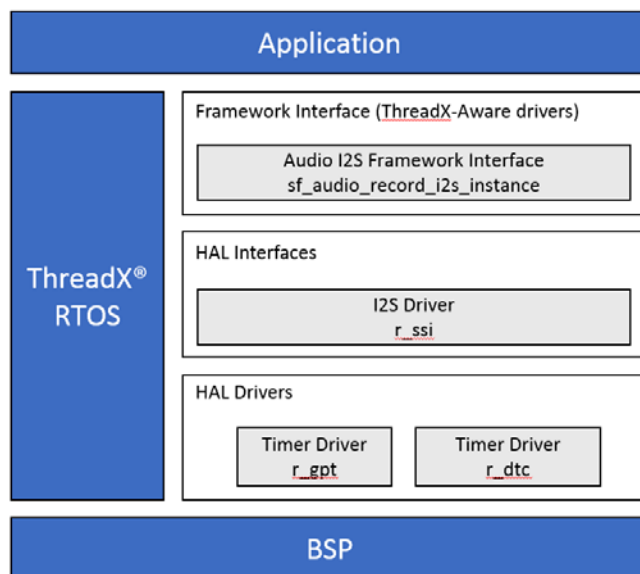 Application
ThreadX®
RTOS
Framework Interface (ThreadX-Aware drivers)
Audio I2S Framework Interface
sf_audio_record_i2s_instance
HAL Interfaces
I2S Driver
r_ssi
HAL Drivers
Timer Driver
r_gpt
Timer Driver
r_dtc
BSP